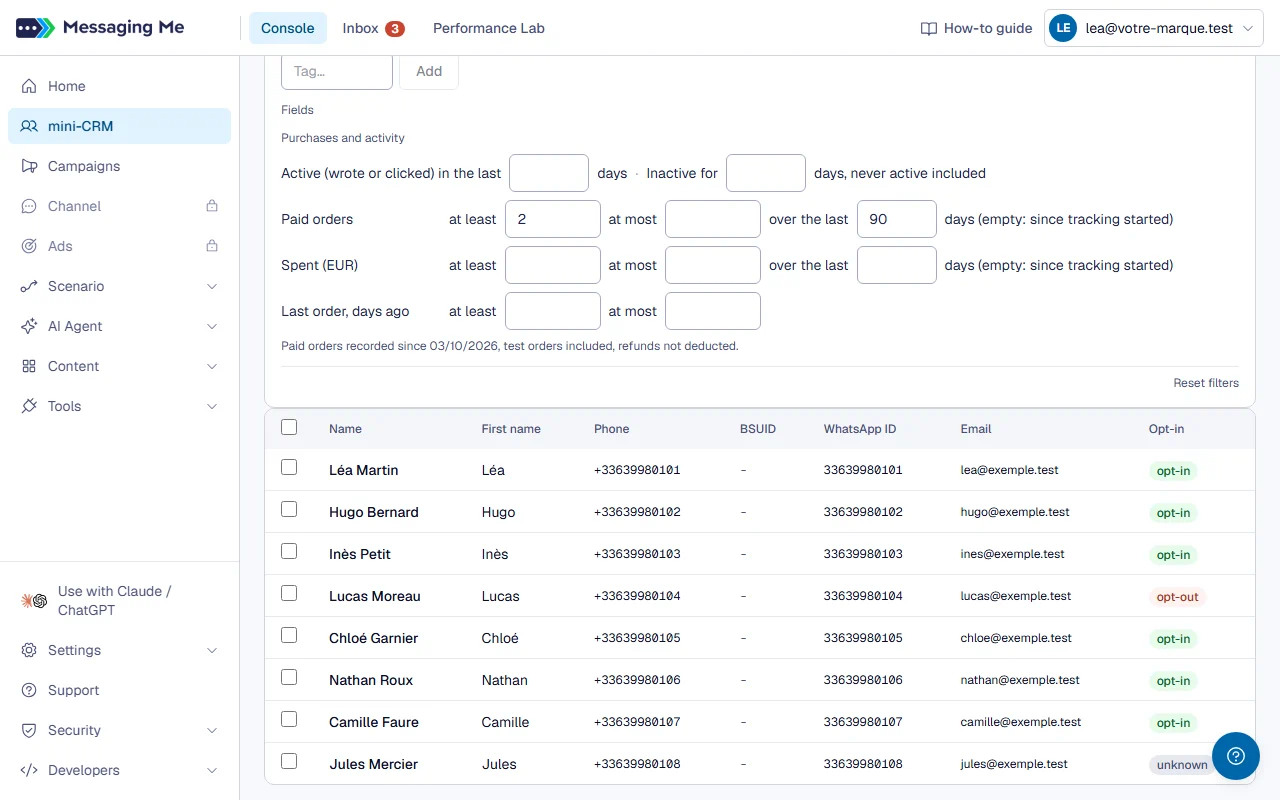 Messaging Me
Console
Inbox 3
Performance Lab
How-to guide
LE lea@votre-marque.test
Home
mini-CRM
Campaigns
Channel
Ads
Scenario
AI Agent
Content
Tools
Use with Claude /
ChatGPT
Settings
Support
Security
Developers
Tag... Add
Fields
Purchases and activity
Active (wrote or clicked) in the last days · Inactive for days, never active included
Paid orders at least 2 at most over the last 90 days (empty: since tracking started)
Spent (EUR) at least at most over the last days (empty: since tracking started)
Last order, days ago at least at most
Paid orders recorded since 03/10/2026, test orders included, refunds not deducted.
Reset filters
Name First name Phone BSUID WhatsApp ID Email Opt-in
Léa Martin Léa +33639980101 – 33639980101 lea@exemple.test opt-in
Hugo Bernard Hugo +33639980102 – 33639980102 hugo@exemple.test opt-in
Inès Petit Inès +33639980103 – 33639980103 ines@exemple.test opt-in
Lucas Moreau Lucas +33639980104 – 33639980104 lucas@exemple.test opt-out
Chloé Garnier Chloé +33639980105 – 33639980105 chloe@exemple.test opt-in
Nathan Roux Nathan +33639980106 – 33639980106 nathan@exemple.test opt-in
Camille Faure Camille +33639980107 – 33639980107 camille@exemple.test opt-in
Jules Mercier Jules +33639980108 – 33639980108 jules@exemple.test unknown